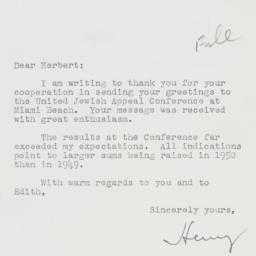 File
Dear Herbert:
I am writing to thank you for your
cooperation in sending your greetings to
the United Jewish Appeal Conference at
Miami Beach. Your message was received
with great enthusiasm.
The results at the Conference far
exceeded my expectations. All indications
point to larger sums being raised in 1950
than in 1949.
With warm regards to you and to
Edith,
Sincerely yours,
Henry